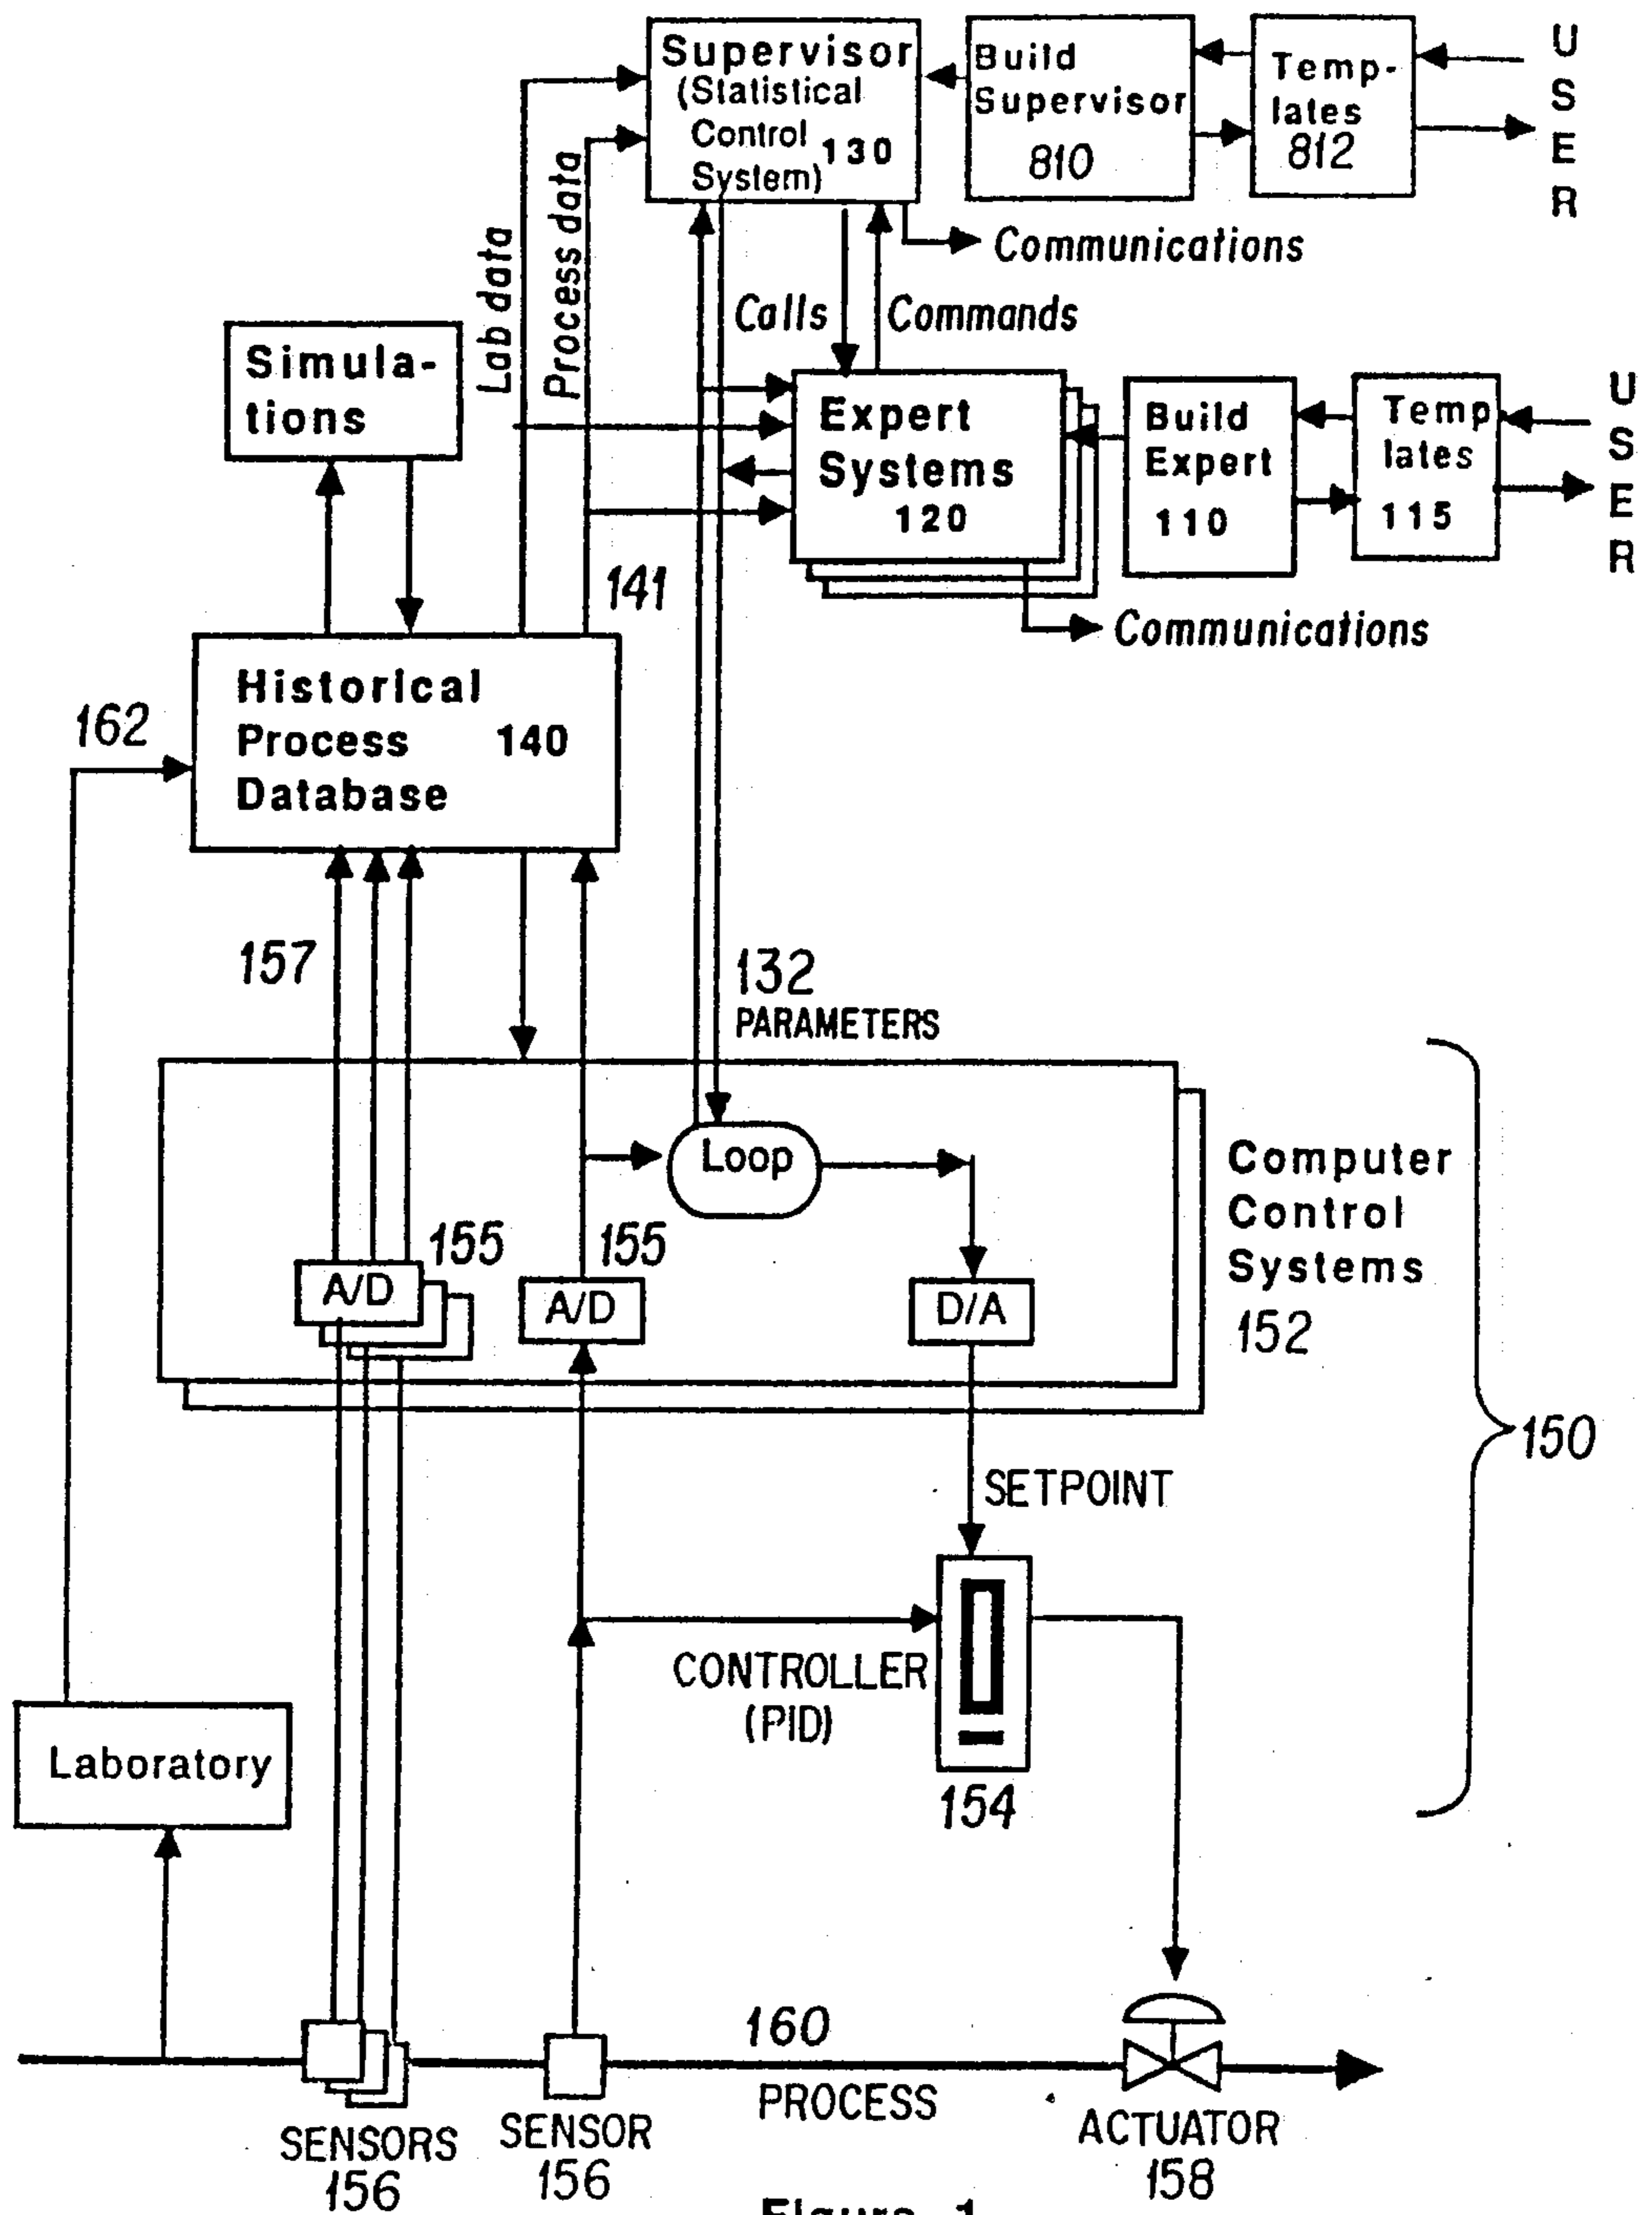 Supervisor
(Statistical
Control
System) 130
Build
Supervisor
810
Temp-
lates
812
U
S
E
R
Communications
Lab data
Process data
Calls
Commands
Simula-
tions
Expert
Systems
120
Build
Expert
110
Temp
lates
115
U
S
E
R
Communications
141
Historical
Process 140
Database
162
157
132
PARAMETERS
Loop
155
155
A/D
A/D
D/A
Computer
Control
Systems
152
150
SETPOINT
CONTROLLER
(PID)
154
Laboratory
160
PROCESS
SENSORS
156
SENSOR
156
ACTUATOR
158
Figure 1